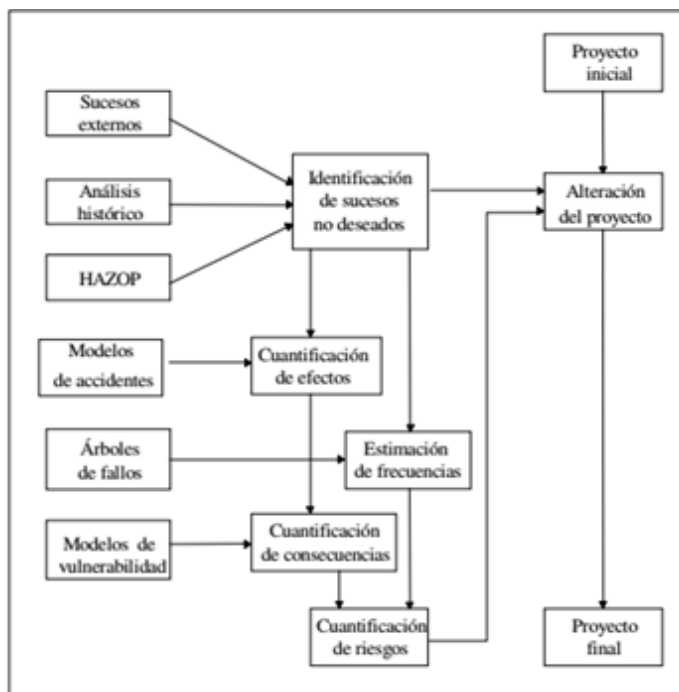 Proyecto
inicial
Sucesos
externos
Identificación
de sucesos
no deseados
Análisis
histórico
Alteración
del proyecto
HAZOP
Modelos
de accidentes
Cuantificación
de efectos
Árboles
de fallos
Estimación
de frecuencias
Modelos de
vulnerabilidad
Cuantificación
de consecuencias
Cuantificación
de riesgos
Proyecto
final